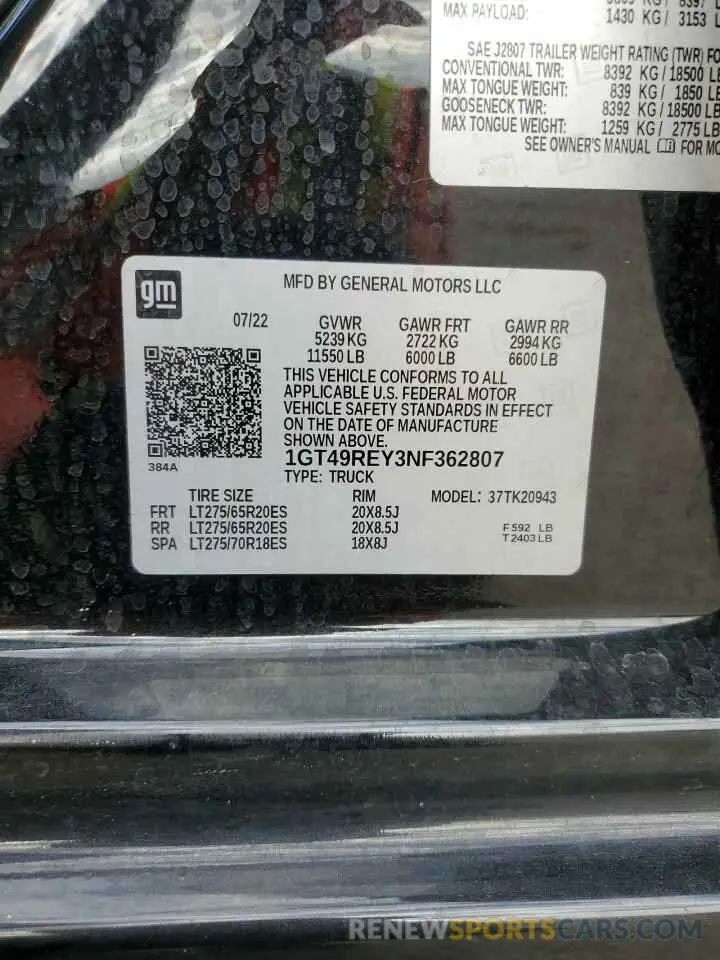 MAX PAYLOAD: 1430 KG / 3153
SAE J2807 TRAILER WEIGHT RATING (TWR) FO
CONVENTIONAL TWR: 8392 KG / 18500 LB
MAX TONGUE WEIGHT: 839 KG / 1850 LB
GOOSENECK TWR: 8392 KG / 18500 LB
MAX TONGUE WEIGHT: 1259 KG / 2775 LB
SEE OWNER'S MANUAL FOR MO
gm
MFD BY GENERAL MOTORS LLC
07/22 GVWR GAWR FRT GAWR RR
5239 KG 2722 KG 2994 KG
11550 LB 6000 LB 6600 LB
THIS VEHICLE CONFORMS TO ALL
APPLICABLE U.S. FEDERAL MOTOR
VEHICLE SAFETY STANDARDS IN EFFECT
ON THE DATE OF MANUFACTURE
SHOWN ABOVE.
384A
1GT49REY3NF362807
TYPE: TRUCK
TIRE SIZE RIM MODEL: 37TK20943
FRT LT275/65R20ES 20X8.5J
RR LT275/65R20ES 20X8.5J F 592 LB
SPA LT275/70R18ES 18X8J T 2403 LB
RepairableSportsCars.com